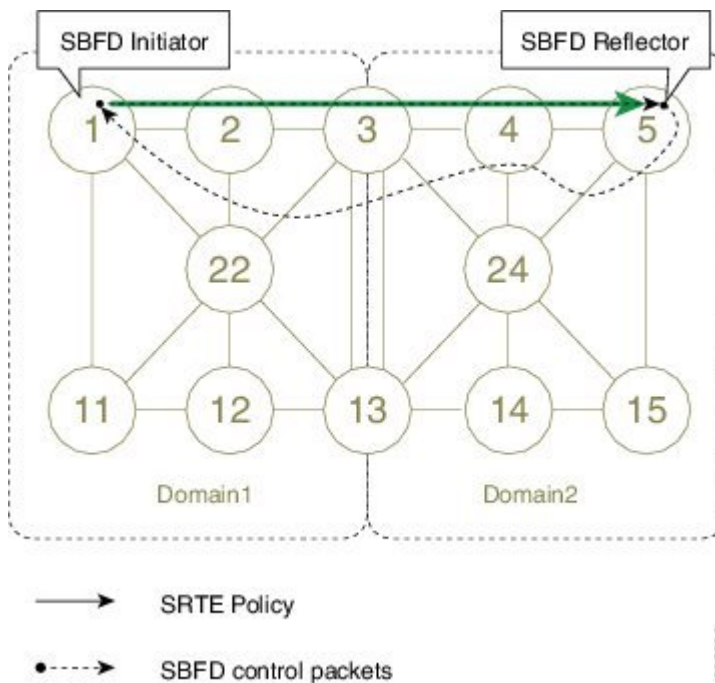 SBFD Initiator
SBFD Reflector
1 2 3 4 5
22 24
11 12 13 14 15
Domain1 Domain2
SRTE Policy
SBFD control packets